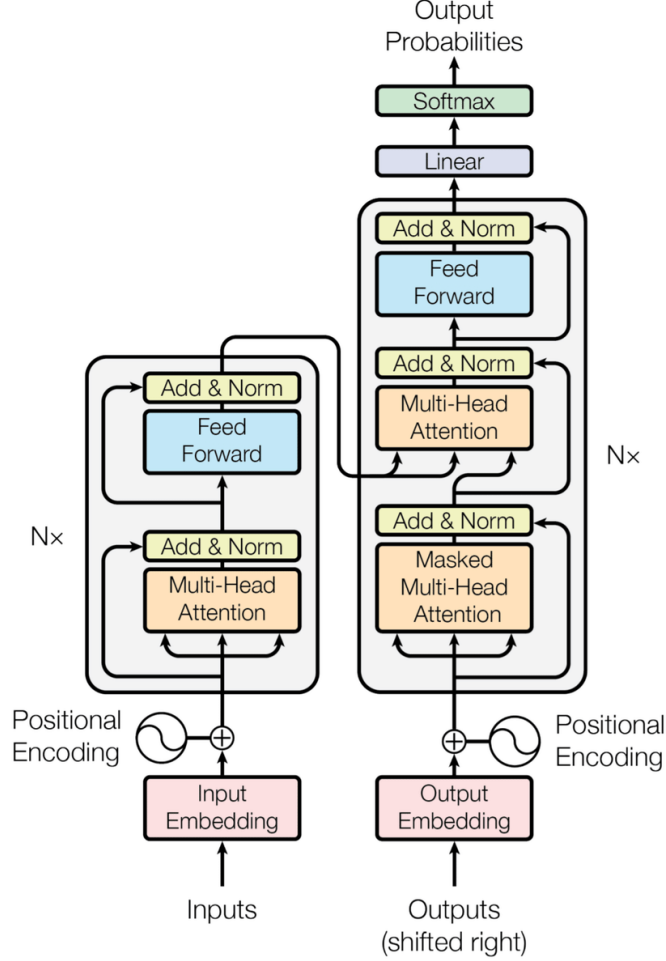 Output
Probabilities
Softmax
Linear
Add & Norm
Feed
Forward
Add & Norm
Multi-Head
Attention
Add & Norm
Masked
Multi-Head
Attention
Nx
Add & Norm
Feed
Forward
Add & Norm
Multi-Head
Attention
Nx
Positional
Encoding
Positional
Encoding
Input
Embedding
Output
Embedding
Inputs
Outputs
(shifted right)